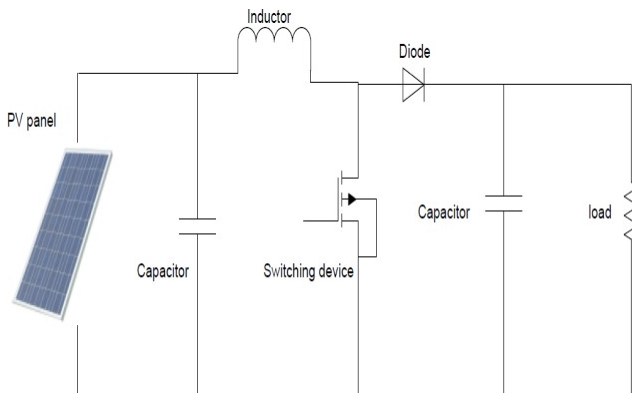 Inductor
Diode
PV panel
Capacitor
load
Capacitor
Switching device